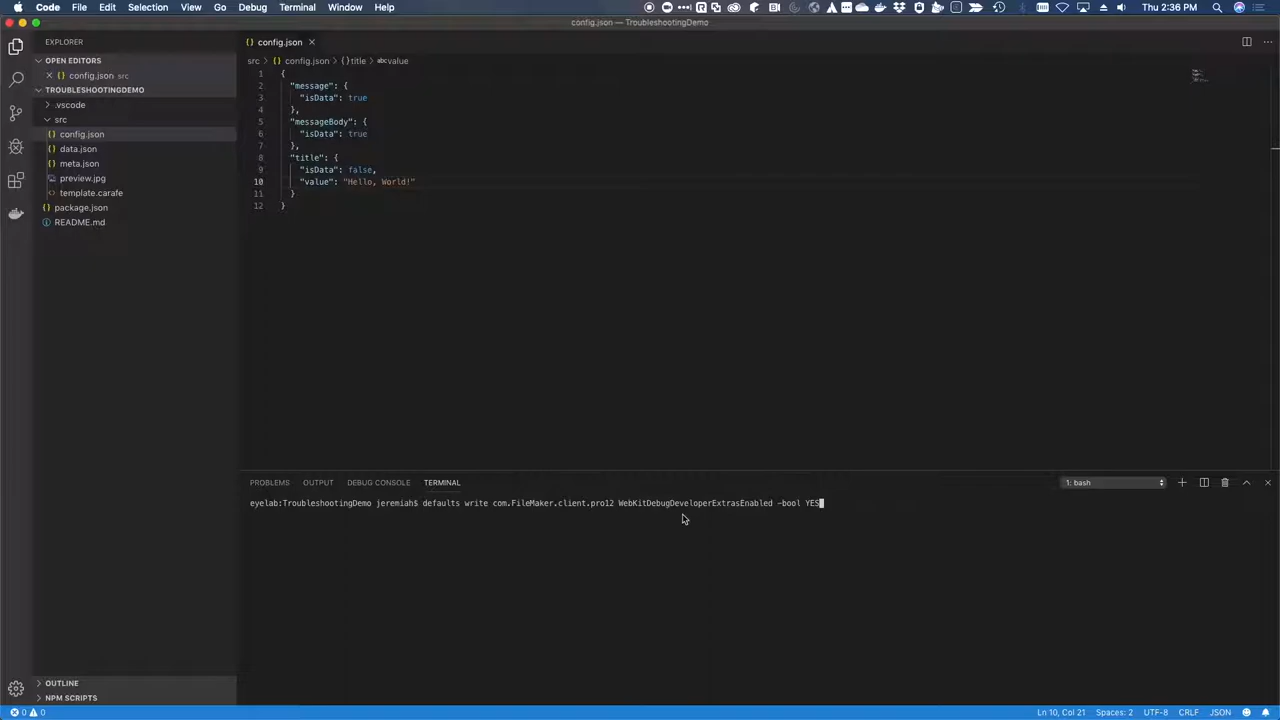 Code File Edit Selection View Go Debug Terminal Window Help
Thu 2:36 PM
config.json — TroubleshootingDemo
EXPLORER
OPEN EDITORS
config.json src
TROUBLESHOOTINGDEMO
.vscode
src
config.json
data.json
meta.json
preview.jpg
template.carafe
package.json
README.md
OUTLINE
NPM SCRIPTS
config.json
src › config.json › {} title › abc value
1 {
2 "message": {
3 "isData": true
4 },
5 "messageBody": {
6 "isData": true
7 },
8 "title": {
9 "isData": false,
10 "value": "Hello, World!"
11 }
12 }
PROBLEMS OUTPUT DEBUG CONSOLE TERMINAL
1: bash
eyelab:TroubleshootingDemo jeremiah$ defaults write com.FileMaker.client.pro12 WebKitDebugDeveloperExtrasEnabled -bool YES
0 0
Ln 10, Col 21 Spaces: 2 UTF-8 CRLF JSON